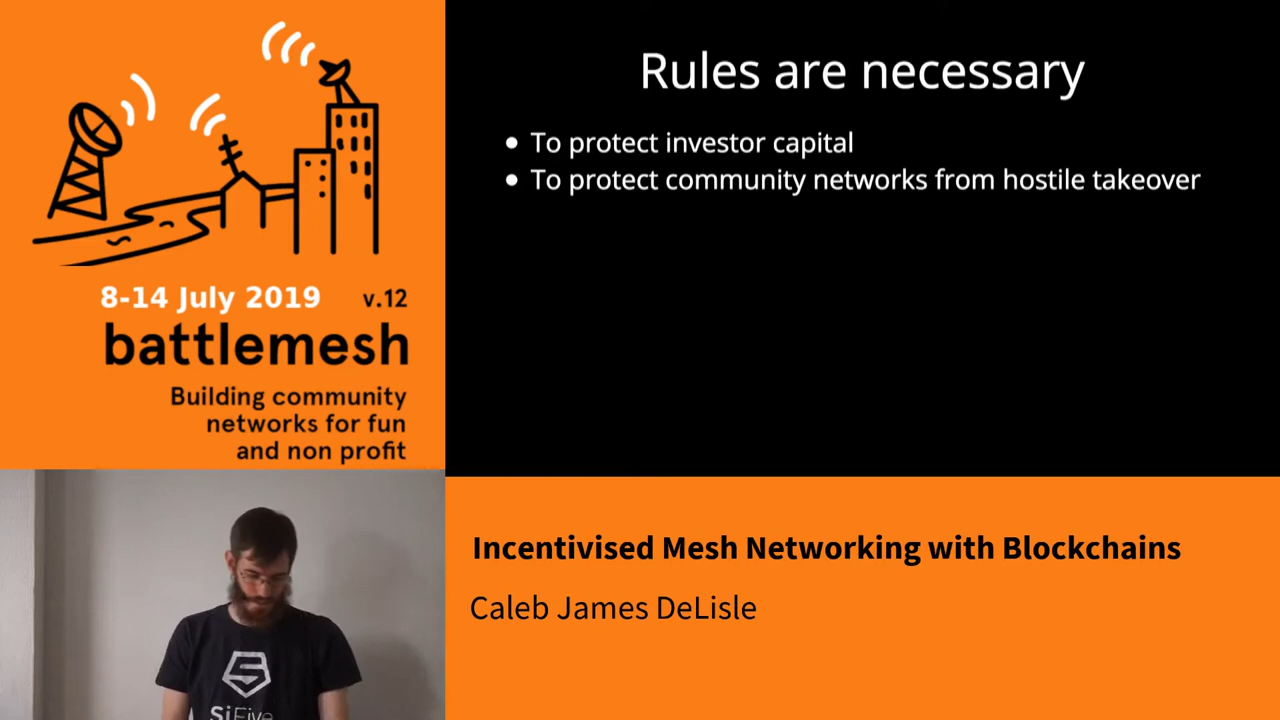 Rules are necessary
To protect investor capital
To protect community networks from hostile takeover
8-14 July 2019 v.12
battlemesh
Building community
networks for fun
and non profit
SiFive
Incentivised Mesh Networking with Blockchains
Caleb James DeLisle